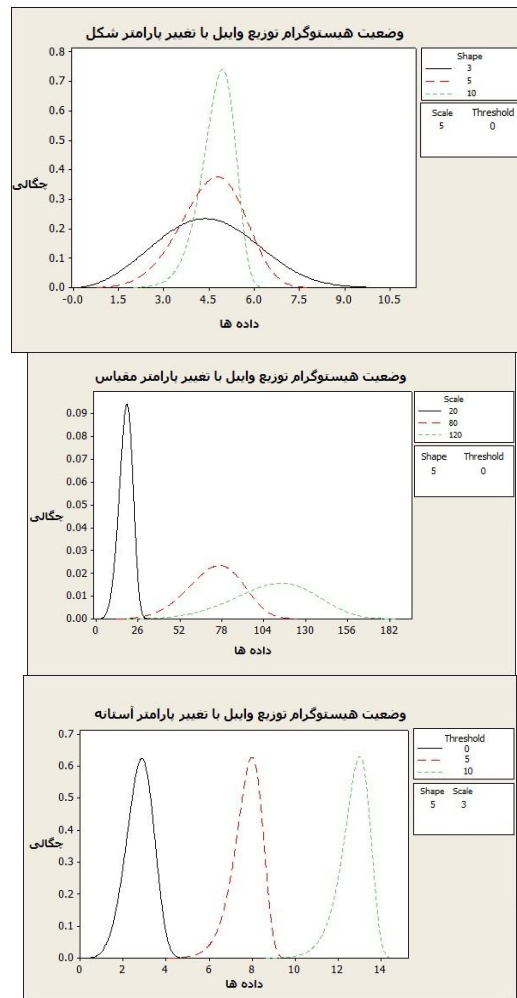 وضعیت هیستوگرام توزیع وایبل با تغییر پارامتر شکل
0.8
0.7
0.6
0.5
0.4
0.3
0.2
0.1
0.0
چگالی
-0.0 1.5 3.0 4.5 6.0 7.5 9.0 10.5
داده ها
Shape
3
5
10
Scale Threshold
5 0
وضعیت هیستوگرام توزیع وایبل با تغییر پارامتر مقیاس
0.09
0.08
0.07
0.06
0.05
0.04
0.03
0.02
0.01
0.00
چگالی
0 26 52 78 104 130 156 182
داده ها
Scale
20
80
120
Shape Threshold
5 0
وضعیت هیستوگرام توزیع وایبل با تغییر پارامتر آستانه
0.7
0.6
0.5
0.4
0.3
0.2
0.1
0.0
چگالی
0 2 4 6 8 10 12 14
داده ها
Threshold
0
5
10
Shape Scale
5 3